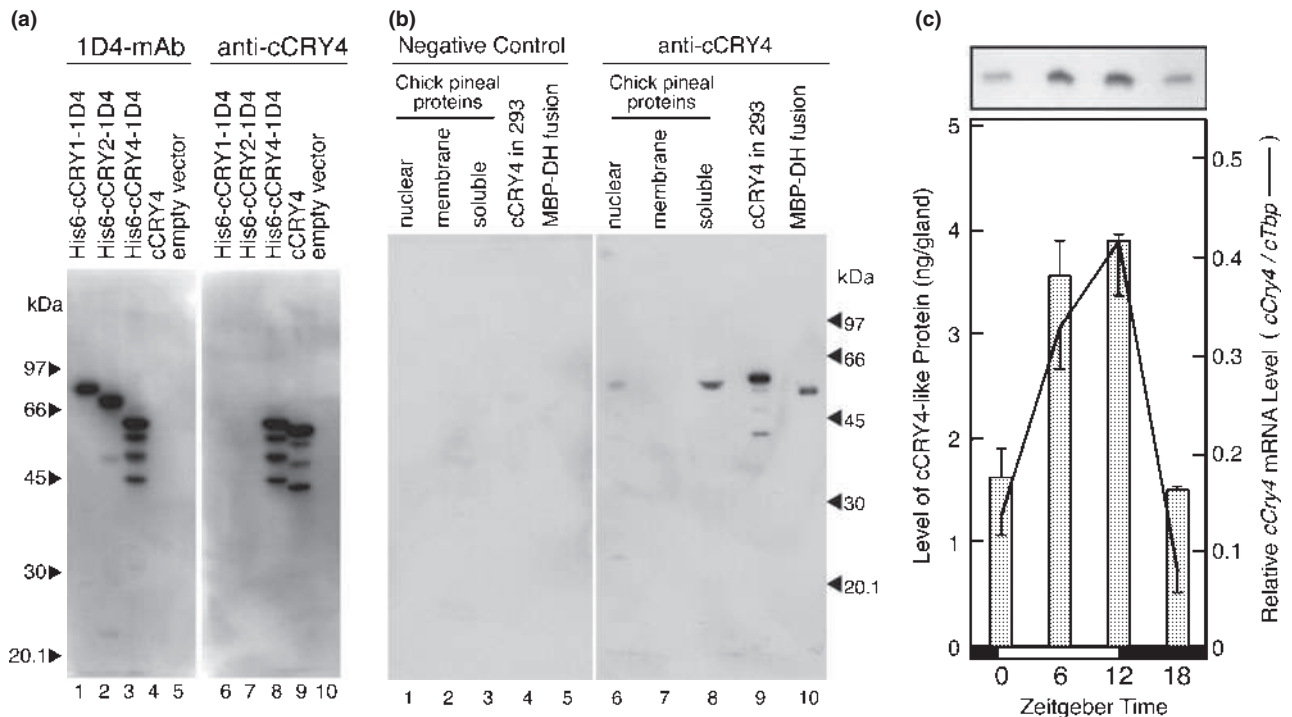 (a)
1D4-mAb
anti-cCRY4
His6-cCRY1-1D4
His6-cCRY2-1D4
His6-cCRY4-1D4
cCRY4
empty vector
His6-cCRY1-1D4
His6-cCRY2-1D4
His6-cCRY4-1D4
cCRY4
empty vector
kDa
97
66
45
30
20.1
1 2 3 4 5 6 7 8 9 10
(b)
Negative Control
anti-cCRY4
Chick pineal
proteins
nuclear
membrane
soluble
cCRY4 in 293
MBP-DH fusion
Chick pineal
proteins
nuclear
membrane
soluble
cCRY4 in 293
MBP-DH fusion
kDa
97
66
45
30
20.1
1 2 3 4 5 6 7 8 9 10
(c)
Level of cCRY4-like Protein (ng/gland)
5
4
3
2
1
0
0.5
0.4
0.3
0.2
0.1
0
Relative cCry4 mRNA Level ( cCry4 / cTbp )
0 6 12 18
Zeitgeber Time